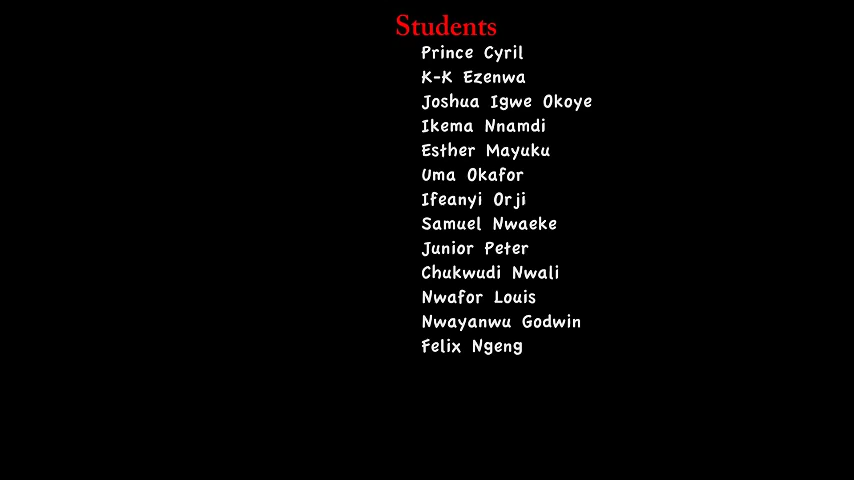 Students
Prince Cyril
K-K Ezenwa
Joshua Igwe Okoye
Ikema Nnamdi
Esther Mayuku
Uma Okafor
Ifeanyi Orji
Samuel Nwaeke
Junior Peter
Chukwudi Nwali
Nwafor Louis
Nwayanwu Godwin
Felix Ngeng